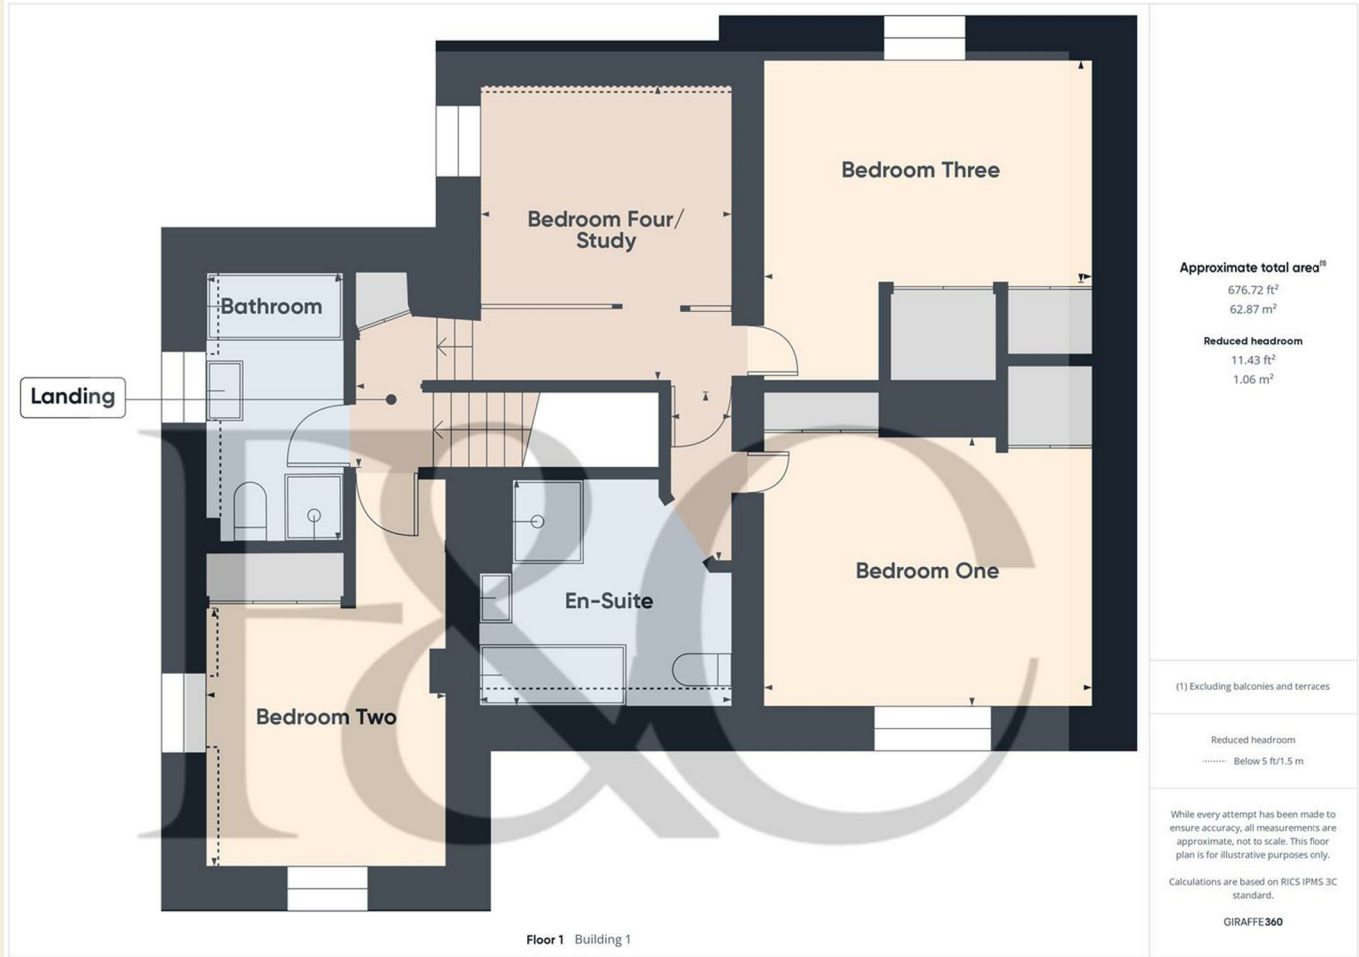 Bedroom Three
Bedroom Four/
Study
Bathroom
Landing
Bedroom One
En-Suite
Bedroom Two
F&C
Floor 1 Building 1
Approximate total area(1)
676.72 ft²
62.87 m²
Reduced headroom
11.43 ft²
1.06 m²
(1) Excluding balconies and terraces
Reduced headroom
Below 5 ft/1.5 m
While every attempt has been made to
ensure accuracy, all measurements are
approximate, not to scale. This floor
plan is for illustrative purposes only.
Calculations are based on RICS IPMS 3C
standard.
GIRAFFE360